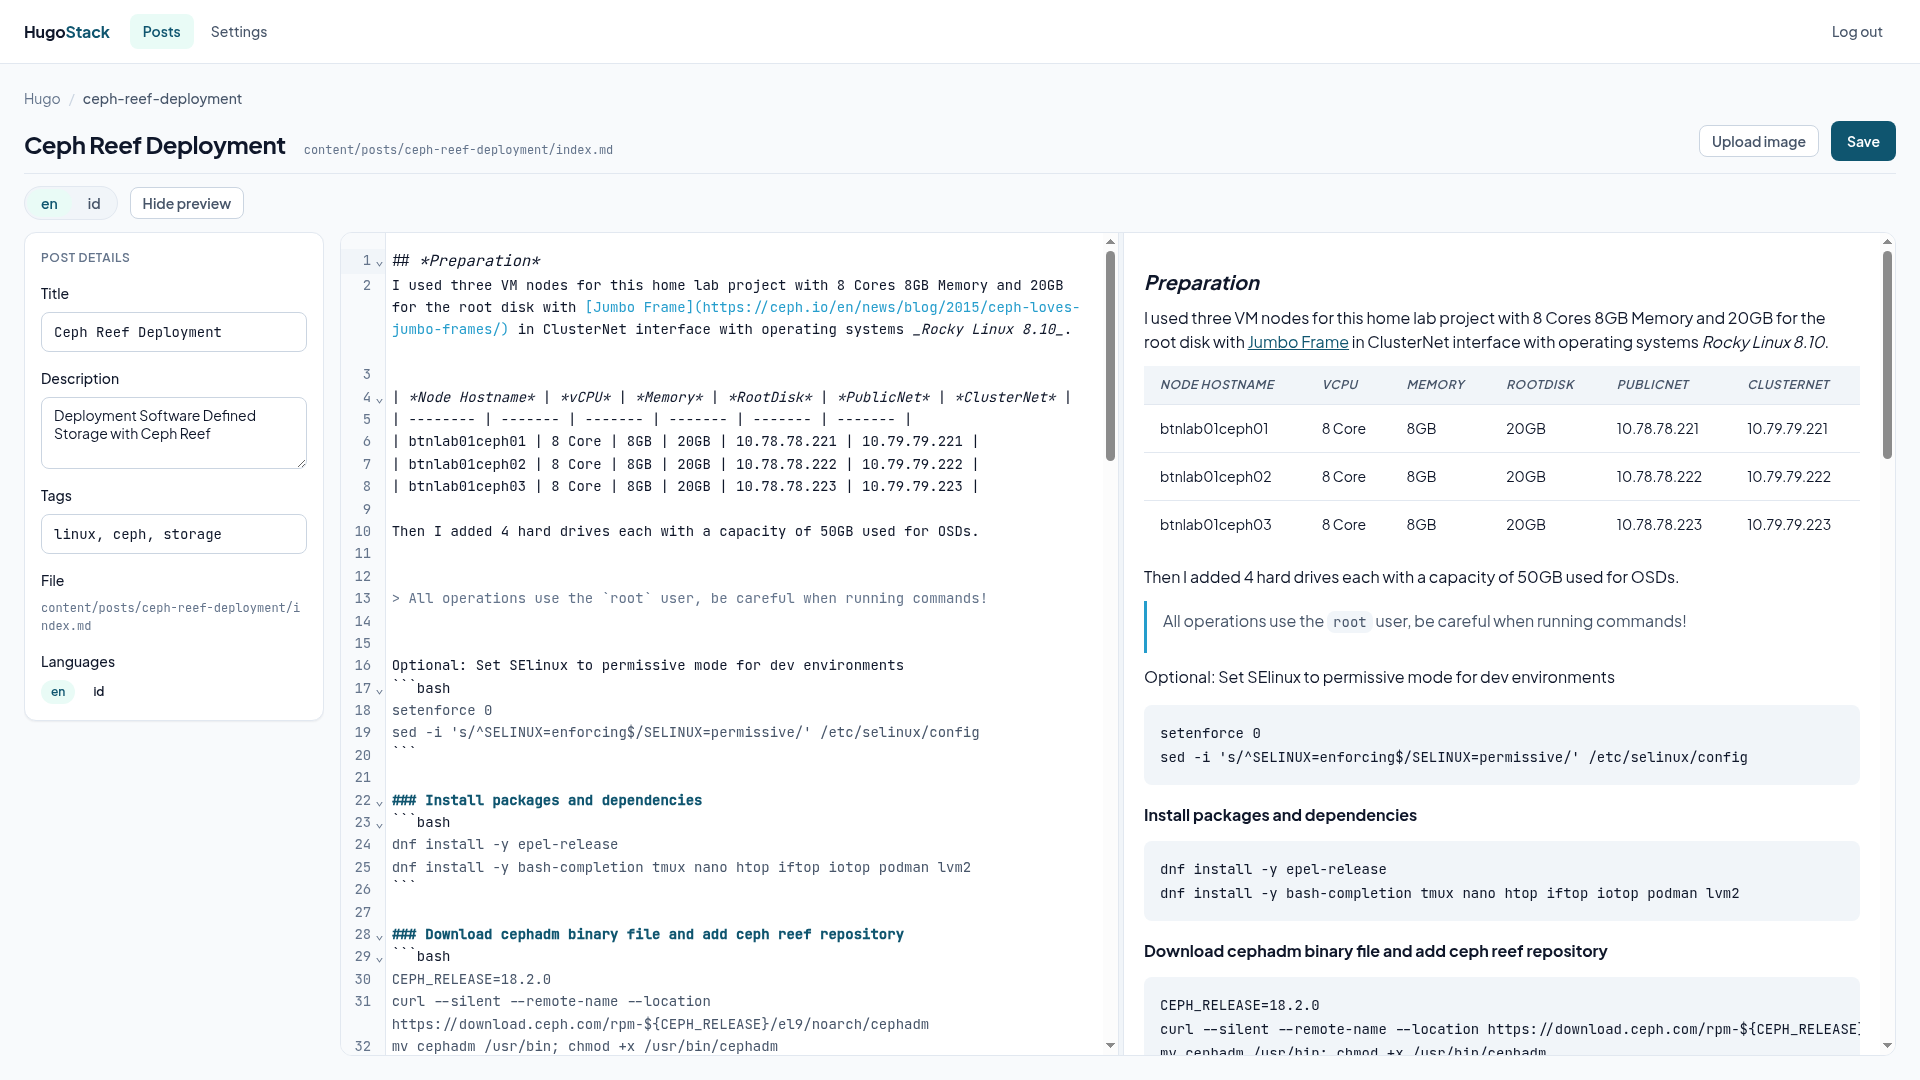 HugoStack
Posts
Settings
Log out
Hugo / ceph-reef-deployment
Ceph Reef Deployment
content/posts/ceph-reef-deployment/index.md
Upload image
Save
en
id
Hide preview
POST DETAILS
Title
Ceph Reef Deployment
Description
Deployment Software Defined
Storage with Ceph Reef
Tags
linux, ceph, storage
File
content/posts/ceph-reef-deployment/i
ndex.md
Languages
en id
1 ## *Preparation*
2 I used three VM nodes for this home lab project with 8 Cores 8GB Memory and 20GB
for the root disk with [Jumbo Frame](https://ceph.io/en/news/blog/2015/ceph-loves-
jumbo-frames/) in ClusterNet interface with operating systems _Rocky Linux 8.10_.
3
4 | *Node Hostname* | *vCPU* | *Memory* | *RootDisk* | *PublicNet* | *ClusterNet* |
5 | -------- | ------- | ------- | ------- | ------- | ------- |
6 | btnlab01ceph01 | 8 Core | 8GB | 20GB | 10.78.78.221 | 10.79.79.221 |
7 | btnlab01ceph02 | 8 Core | 8GB | 20GB | 10.78.78.222 | 10.79.79.222 |
8 | btnlab01ceph03 | 8 Core | 8GB | 20GB | 10.78.78.223 | 10.79.79.223 |
9
10 Then I added 4 hard drives each with a capacity of 50GB used for OSDs.
11
12
13 > All operations use the `root` user, be careful when running commands!
14
15
16 Optional: Set SElinux to permissive mode for dev environments
17 ```bash
18 setenforce 0
19 sed -i 's/^SELINUX=enforcing$/SELINUX=permissive/' /etc/selinux/config
20 ```
21
22 ### Install packages and dependencies
23 ```bash
24 dnf install -y epel-release
25 dnf install -y bash-completion tmux nano htop iftop iotop podman lvm2
26 ```
27
28 ### Download cephadm binary file and add ceph reef repository
29 ```bash
30 CEPH_RELEASE=18.2.0
31 curl --silent --remote-name --location
https://download.ceph.com/rpm-${CEPH_RELEASE}/el9/noarch/cephadm
32 mv cephadm /usr/bin; chmod +x /usr/bin/cephadm
Preparation
I used three VM nodes for this home lab project with 8 Cores 8GB Memory and 20GB for the
root disk with Jumbo Frame in ClusterNet interface with operating systems Rocky Linux 8.10.
NODE HOSTNAME VCPU MEMORY ROOTDISK PUBLICNET CLUSTERNET
btnlab01ceph01 8 Core 8GB 20GB 10.78.78.221 10.79.79.221
btnlab01ceph02 8 Core 8GB 20GB 10.78.78.222 10.79.79.222
btnlab01ceph03 8 Core 8GB 20GB 10.78.78.223 10.79.79.223
Then I added 4 hard drives each with a capacity of 50GB used for OSDs.
All operations use the root user, be careful when running commands!
Optional: Set SElinux to permissive mode for dev environments
setenforce 0
sed -i 's/^SELINUX=enforcing$/SELINUX=permissive/' /etc/selinux/config
Install packages and dependencies
dnf install -y epel-release
dnf install -y bash-completion tmux nano htop iftop iotop podman lvm2
Download cephadm binary file and add ceph reef repository
CEPH_RELEASE=18.2.0
curl --silent --remote-name --location https://download.ceph.com/rpm-${CEPH_RELEASE}
mv cephadm /usr/bin; chmod +x /usr/bin/cephadm